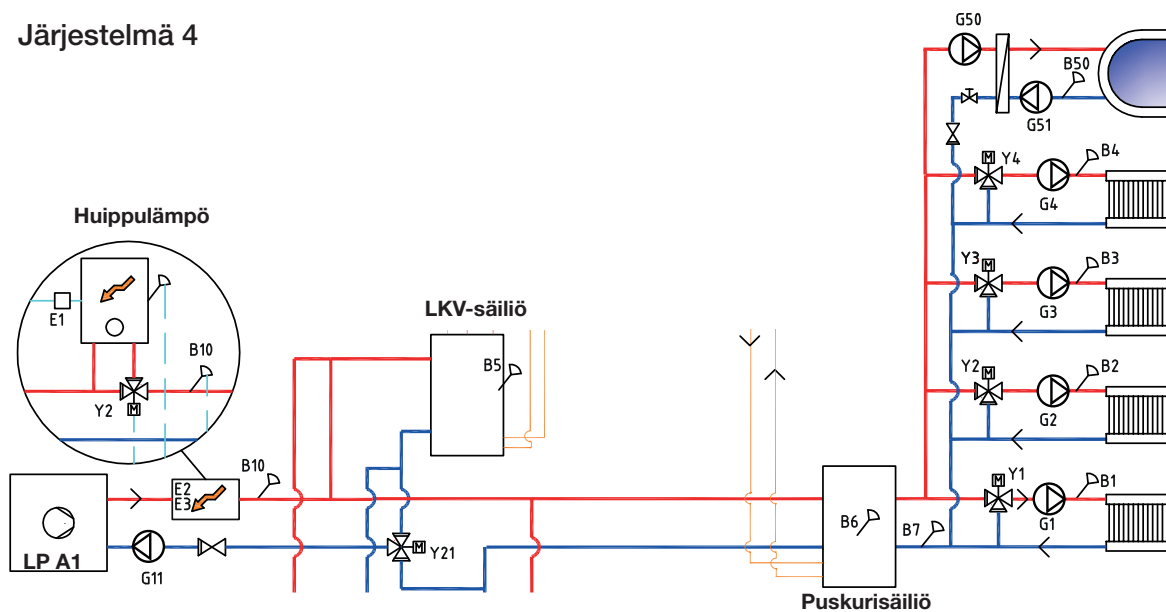 Järjestelmä 4
G50
B50
G51
Y4
B4
G4
Huippulämpö
E1
B10
Y2
Y3
B3
G3
LKV-säiliö
B5
Y2
B2
G2
B10
E2
E3
LP A1
G11
M
Y21
B6
B7
Y1
B1
G1
M
M
M
M
M
Puskurisäiliö